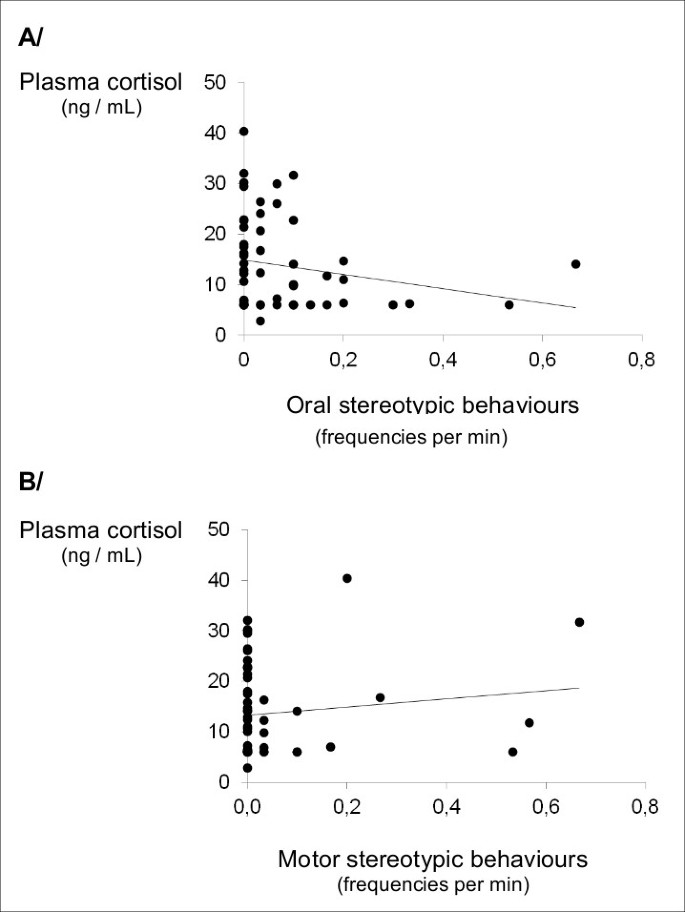 A/
Plasma cortisol
(ng / mL)
50
40
30
20
10
0
0 0,2 0,4 0,6 0,8
Oral stereotypic behaviours
(frequencies per min)
B/
Plasma cortisol
(ng / mL)
50
40
30
20
10
0
0,0 0,2 0,4 0,6 0,8
Motor stereotypic behaviours
(frequencies per min)